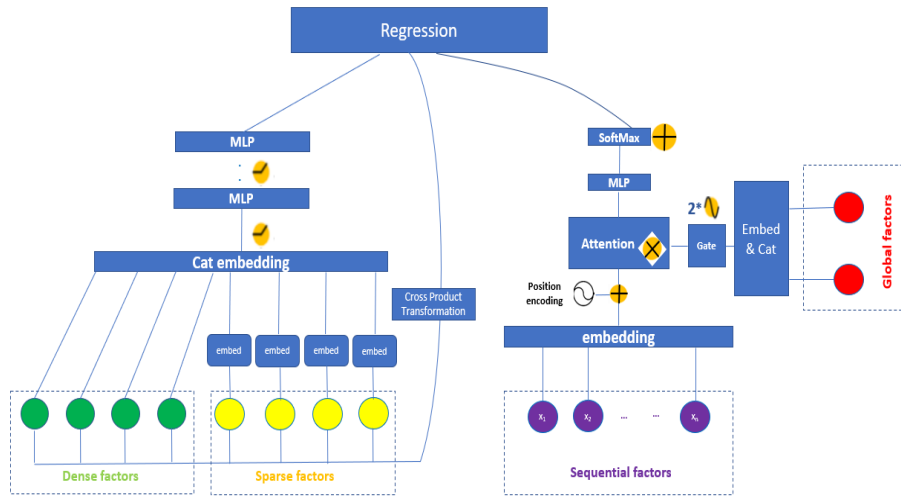 Regression
MLP
:
MLP
Cat embedding
embed
embed
embed
embed
Cross Product
Transformation
Dense factors
Sparse factors
SoftMax
MLP
2*
Attention
Gate
Embed
& Cat
Global factors
Position
encoding
embedding
x1
x2
...
...
xn
Sequential factors